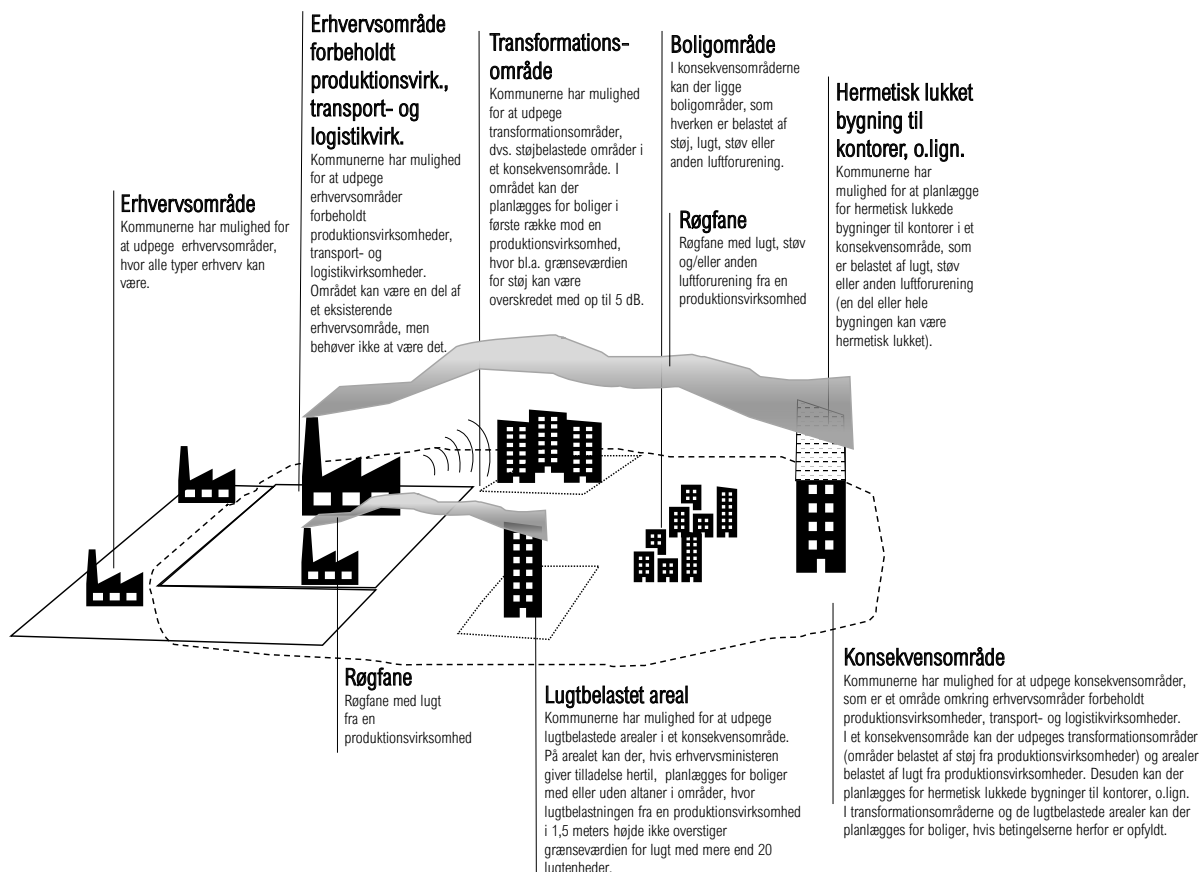 Erhvervsområde
Kommunerne har mulighed for
at udpege erhvervsområder,
hvor alle typer erhverv kan
være.
Erhvervsområde
forbeholdt
produktionsvirk.,
transport- og
logistikvirk.
Kommunerne har mulighed
for at udpege
erhvervsområder
forbeholdt
produktionsvirksomheder,
transport- og
logistikvirksomheder.
Området kan være en del af
et eksisterende
erhvervsområde, men
behøver ikke at være det.
Transformations-
område
Kommunerne har mulighed
for at udpege
transformationsområder,
dvs. støjbelastede områder i
et konsekvensområde. I
området kan der
planlægges for boliger i
første række mod en
produktionsvirksomhed,
hvor bl.a. grænseværdien
for støj kan være
overskredet med op til 5 dB.
Boligområde
I konsekvensområderne
kan der ligge
boligområder, som
hverken er belastet af
støj, lugt, støv eller
anden luftforurening.
Røgfane
Røgfane med lugt, støv
og/eller anden
luftforurening fra en
produktionsvirksomhed
Hermetisk lukket
bygning til
kontorer, o.lign.
Kommunerne har
mulighed for at planlægge
for hermetisk lukkede
bygninger til kontorer i et
konsekvensområde, som
er belastet af lugt, støv
eller anden luftforurening
(en del eller hele
bygningen kan være
hermetisk lukket).
Røgfane
Røgfane med lugt
fra en
produktionsvirksomhed
Lugtbelastet areal
Kommunerne har mulighed for at udpege
lugtbelastede arealer i et konsekvensområde.
På arealet kan der, hvis erhvervsministeren
giver tilladelse hertil, planlægges for boliger
med eller uden altaner i områder, hvor
lugtbelastningen fra en produktionsvirksomhed
i 1,5 meters højde ikke overstiger
grænseværdien for lugt med mere end 20
lugtenheder.
Konsekvensområde
Kommunerne har mulighed for at udpege konsekvensområder,
som er et område omkring erhvervsområder forbeholdt
produktionsvirksomheder, transport- og logistikvirksomheder.
I et konsekvensområde kan der udpeges transformationsområder
(områder belastet af støj fra produktionsvirksomheder) og arealer
belastet af lugt fra produktionsvirksomheder. Desuden kan der
planlægges for hermetisk lukkede bygninger til kontorer, o.lign.
I transformationsområderne og de lugtbelastede arealer kan der
planlægges for boliger, hvis betingelserne herfor er opfyldt.